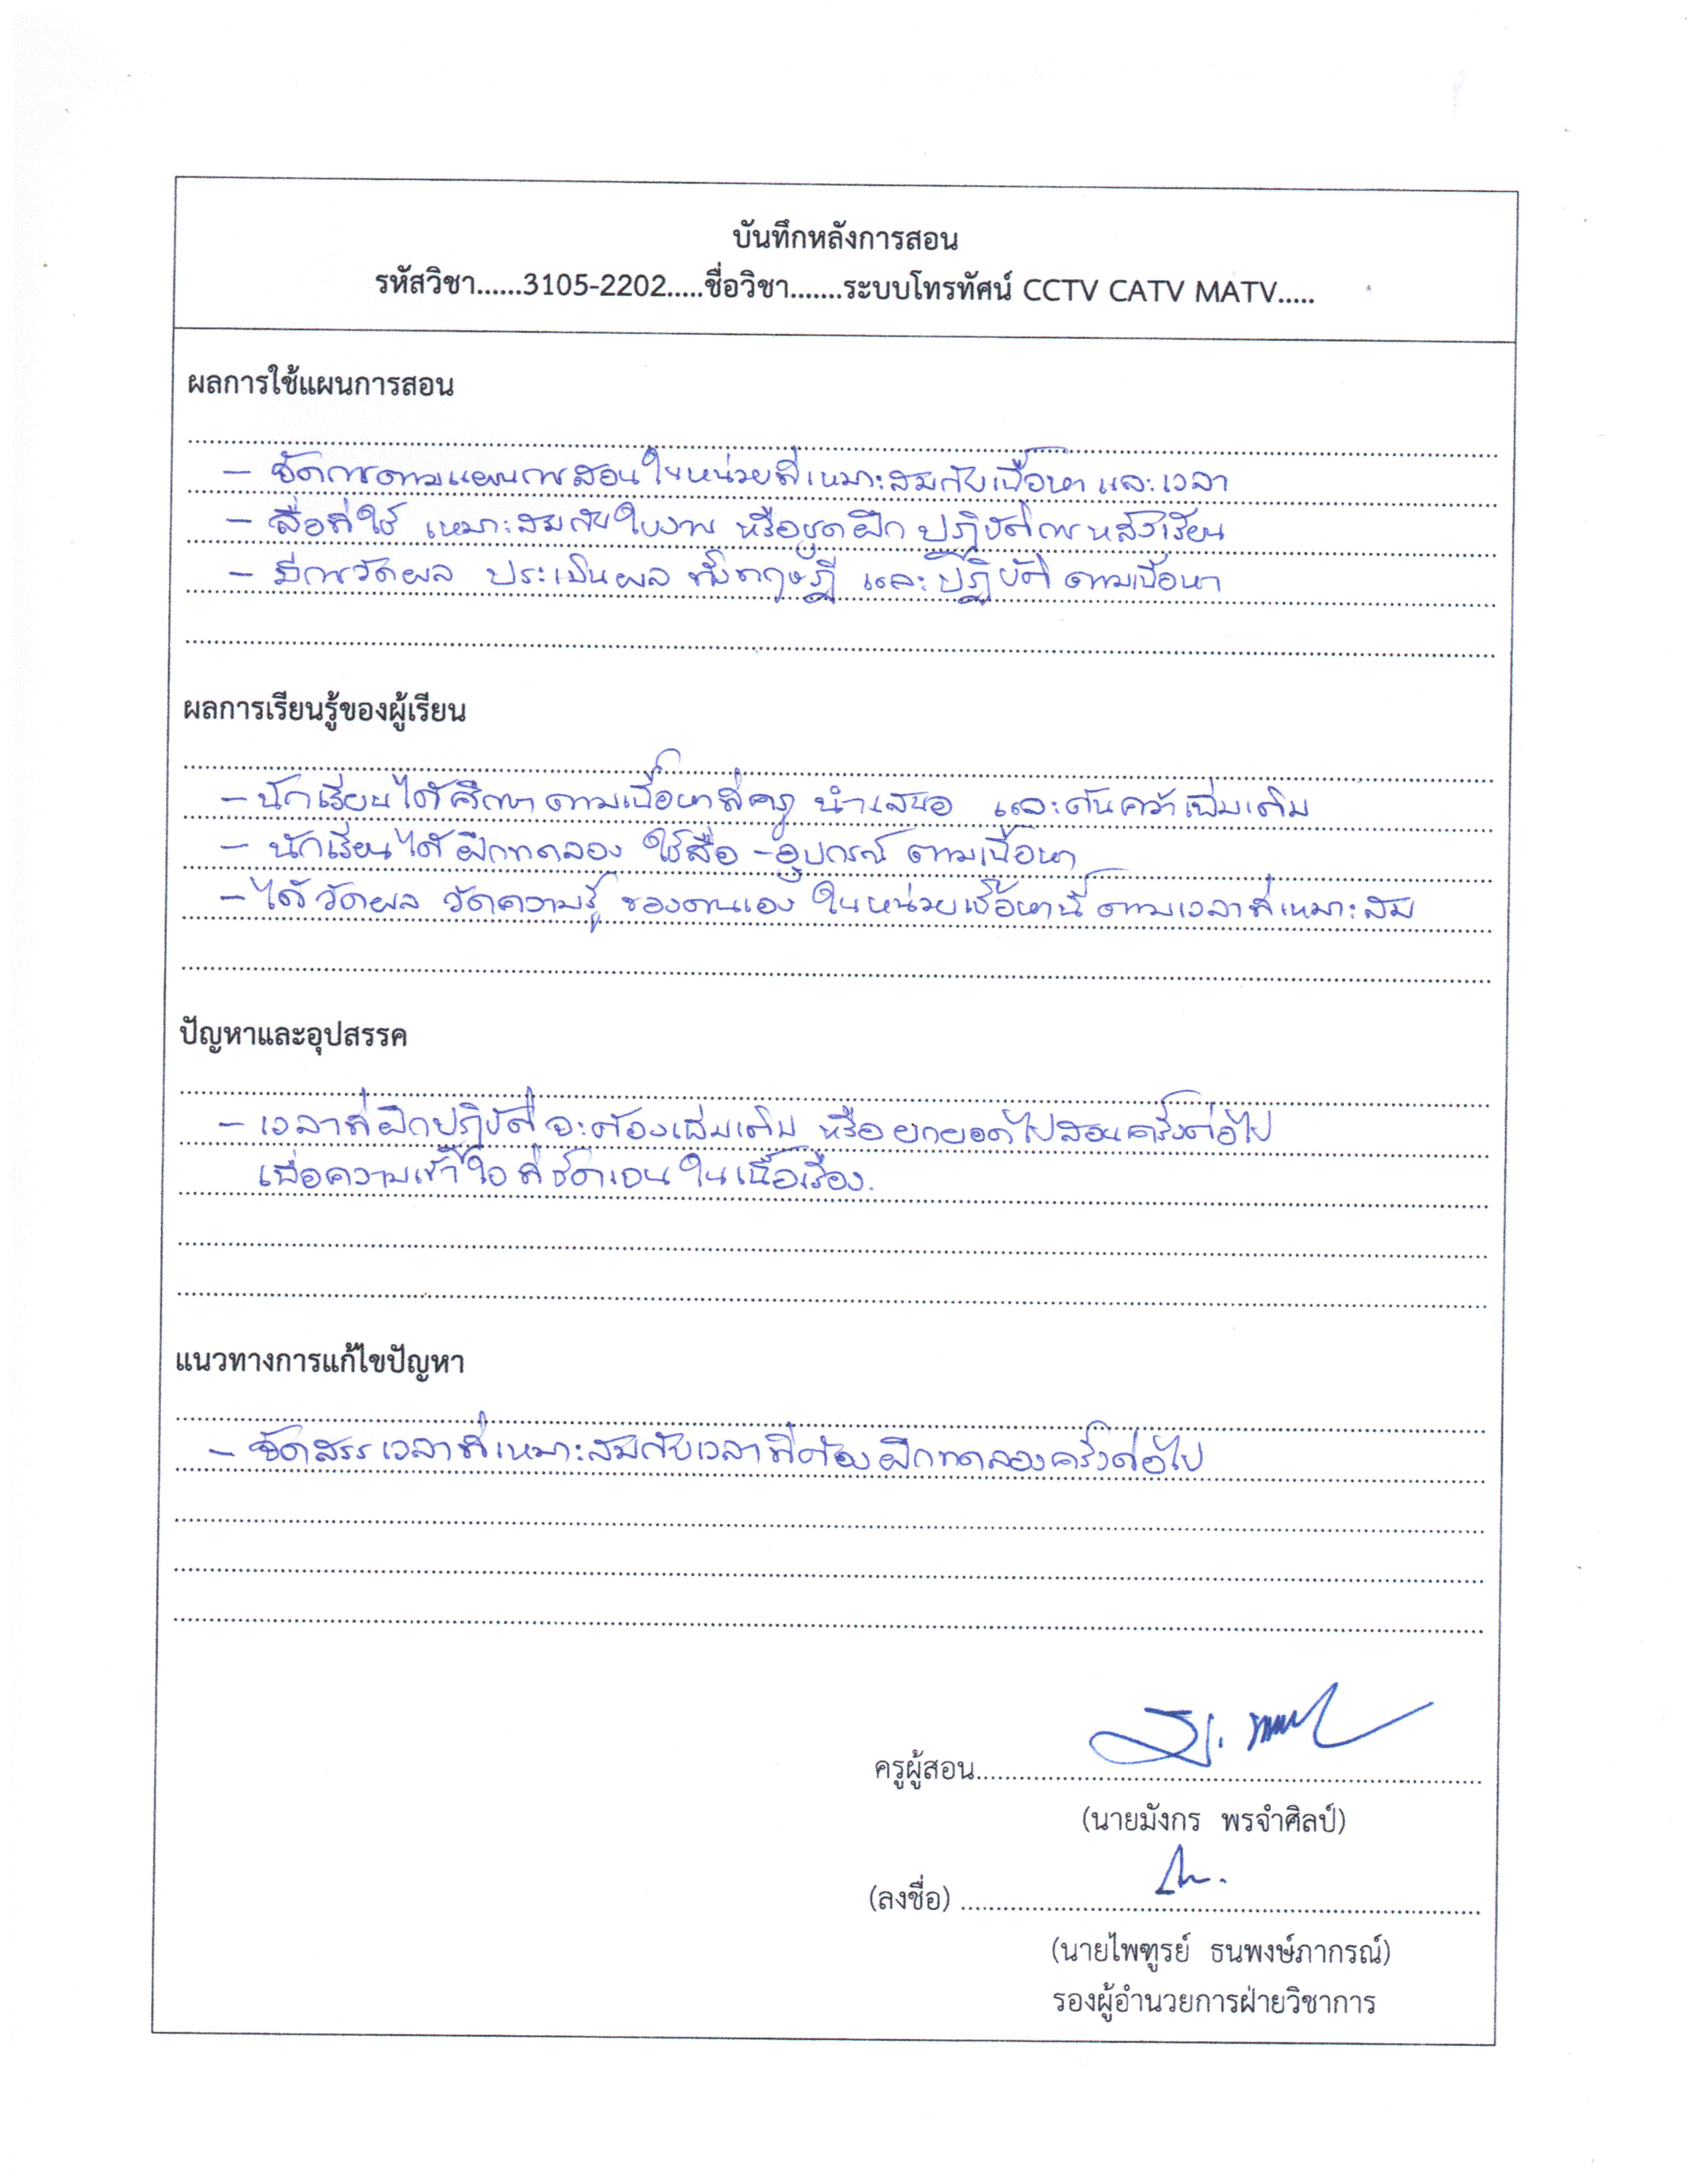 บันทึกหลังการสอน
รหัสวิชา......3105-2202.....ชื่อวิชา.......ระบบโทรทัศน์ CCTV CATV MATV.....
ผลการใช้แผนการสอน
- จัดการตามแผนการสอนในหน่วยที่เหมาะสมกับเนื้อหา และเวลา
- สื่อที่ใช้ เหมาะสมกับใบงาน หรือชุดฝึก ปฏิบัติการ หลังเรียน
- มีการวัดผล ประเมินผล ทั้งทฤษฎี และปฏิบัติ ตามเนื้อหา
ผลการเรียนรู้ของผู้เรียน
- นักเรียนได้ศึกษา ตามเนื้อหาที่ครู นำเสนอ และค้นคว้าเพิ่มเติม
- นักเรียนได้ฝึกทดลอง ใช้สื่อ - อุปกรณ์ ตามเนื้อหา
- ได้วัดผล วัดความรู้ ของตนเอง ในหน่วยเนื้อหานี้ ตามเวลาที่เหมาะสม
ปัญหาและอุปสรรค
- เวลาที่ฝึกปฏิบัติ จะต้องเพิ่มเติม หรือ ยกยอดไปสอนครั้งต่อไป
เพื่อความเข้าใจ ที่ชัดเจน ในเนื้อเรื่อง.
แนวทางการแก้ไขปัญหา
- จัดสรร เวลาที่เหมาะสมกับเวลาที่ต้องฝึกทดลองครั้งต่อไป
ครูผู้สอน..........
(นายมังกร พรจำศิลป์)
(ลงชื่อ) ..........
(นายไพฑูรย์ ธนพงษ์ภากรณ์)
รองผู้อำนวยการฝ่ายวิชาการ